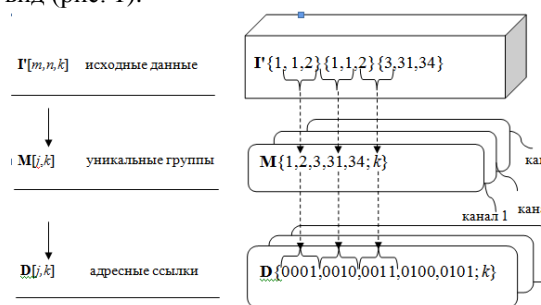 вид (рис. 1).
I'[m,n,k] исходные данные
I'{1, 1,2}{1,1,2}{3,31,34}
M[j,k] уникальные группы
M{1,2,3,31,34; k}
канал 1
D[j,k] адресные ссылки
D{0001,0010,0011,0100,0101; k}